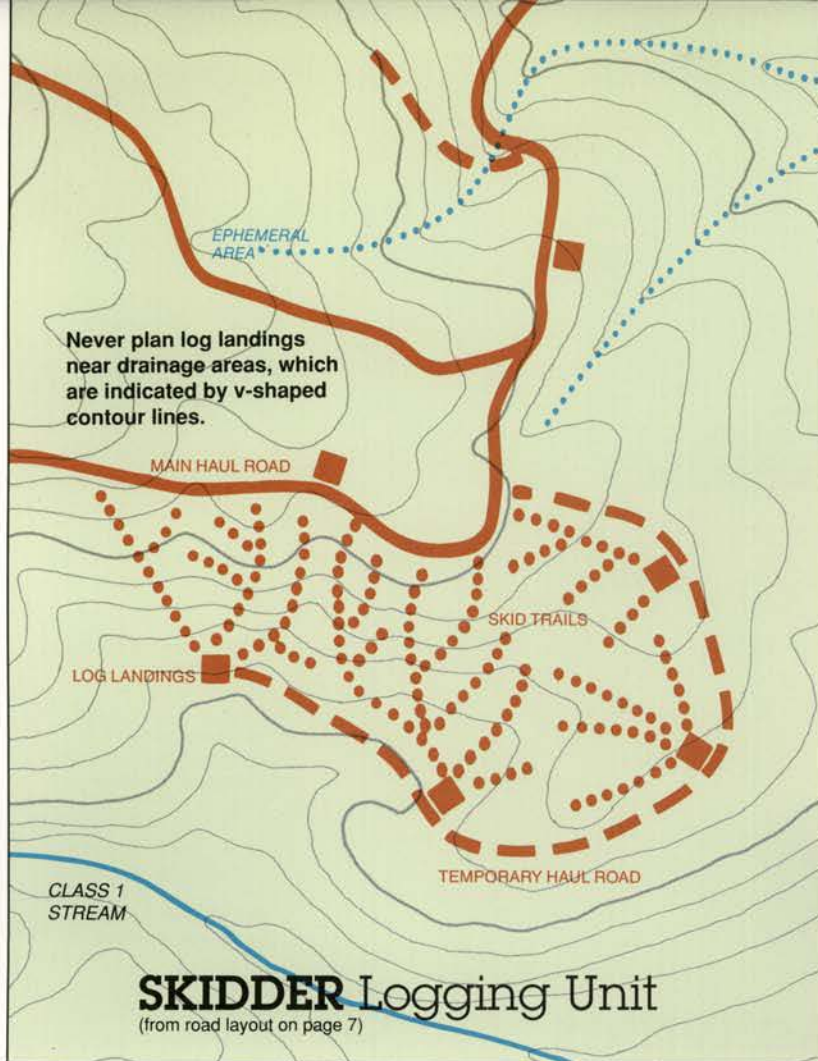 EPHEMERAL
AREA
Never plan log landings
near drainage areas, which
are indicated by v-shaped
contour lines.
MAIN HAUL ROAD
SKID TRAILS
LOG LANDINGS
TEMPORARY HAUL ROAD
CLASS 1
STREAM
SKIDDER Logging Unit
(from road layout on page 7)